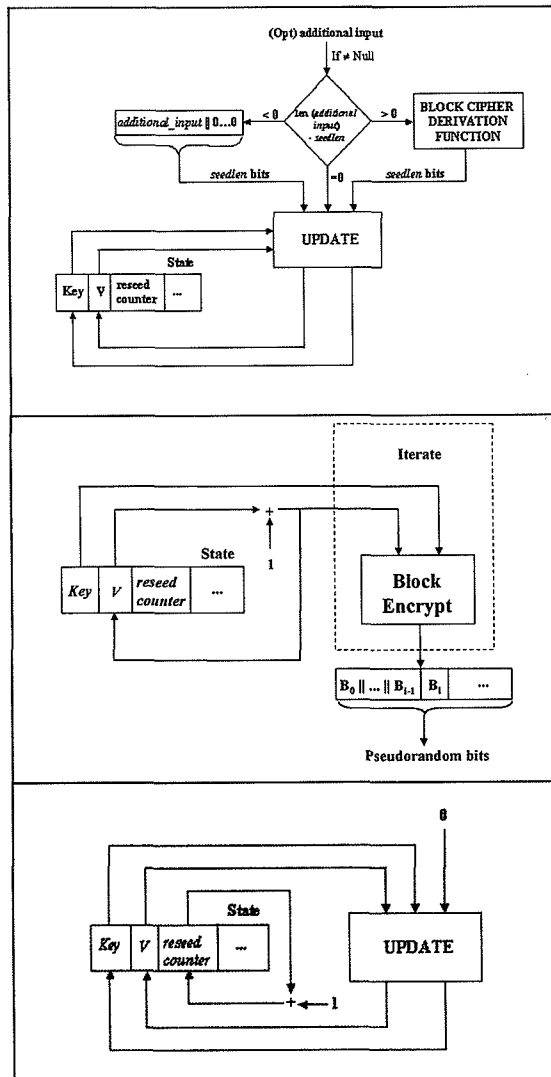 (Opt) additional input
If ≠ Null
len (additional
input)
- seedlen
< 0
> 0
=0
additional_input || 0...0
BLOCK CIPHER
DERIVATION
FUNCTION
seedlen bits
seedlen bits
UPDATE
State
Key V reseed
counter ...
Iterate
+
1
State
Key V reseed
counter ...
Block
Encrypt
B0 || ... || Bi-1 Bi ...
Pseudorandom bits
0
State
Key V reseed
counter ...
UPDATE
+ 1